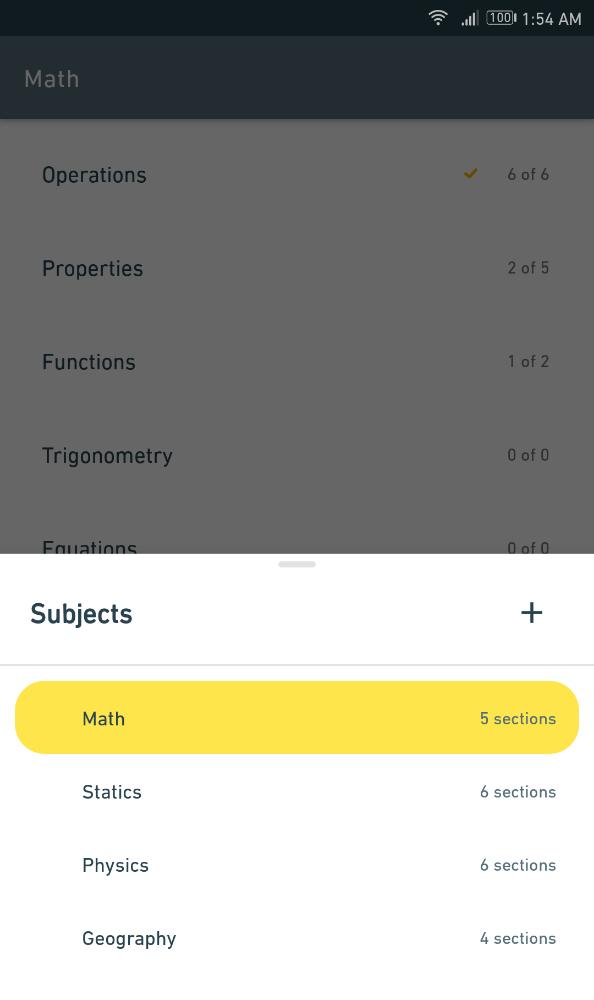 100 1:54 AM
Math
Operations 6 of 6
Properties 2 of 5
Functions 1 of 2
Trigonometry 0 of 0
Equations 0 of 0
Subjects +
Math 5 sections
Statics 6 sections
Physics 6 sections
Geography 4 sections